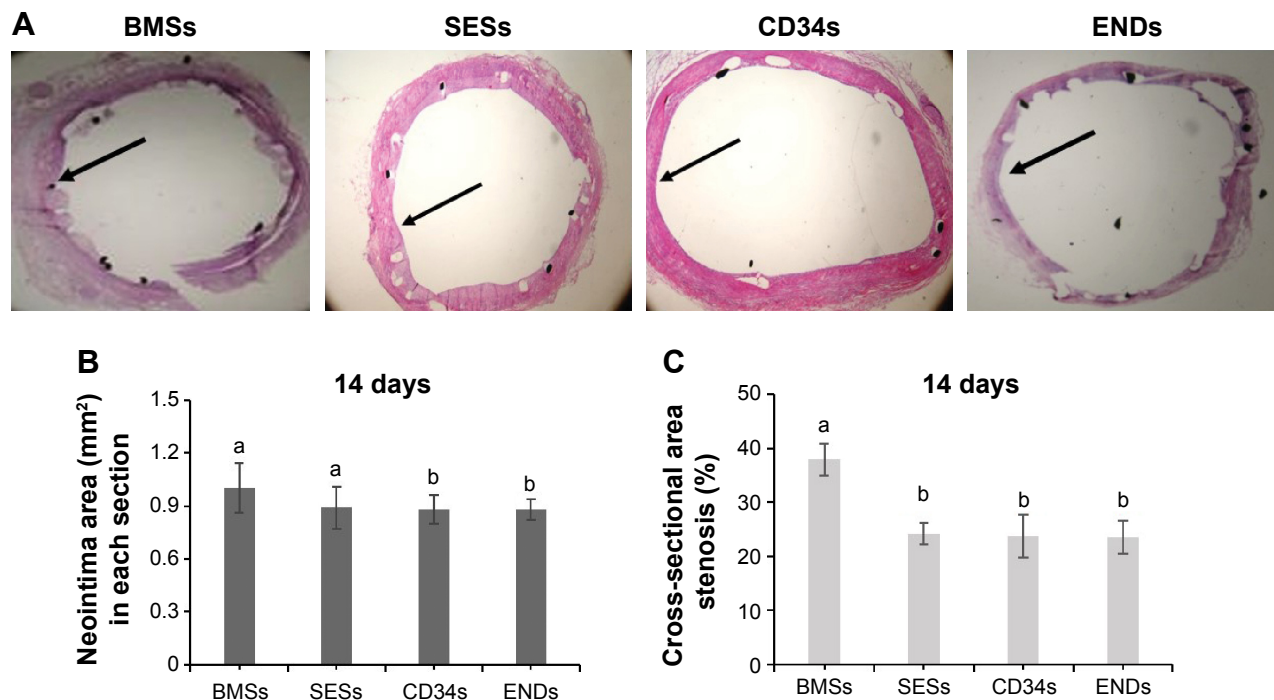 A
BMSs
SESs
CD34s
ENDs
B
14 days
Neointima area (mm²)
in each section
1.5
1.2
0.9
0.6
0.3
0
a
a
b
b
BMSs
SESs
CD34s
ENDs
C
14 days
Cross-sectional area
stenosis (%)
50
40
30
20
10
0
a
b
b
b
BMSs
SESs
CD34s
ENDs